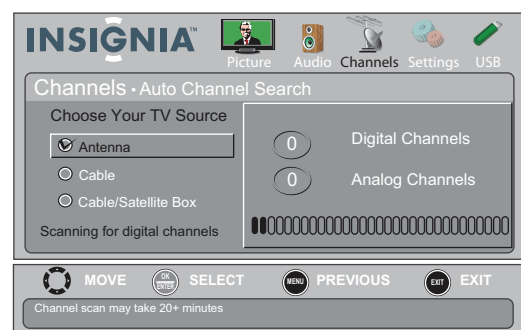 INSIGNIA™
Picture Audio Channels Settings USB
Channels • Auto Channel Search
Choose Your TV Source
Antenna
Cable
Cable/Satellite Box
Scanning for digital channels
0 Digital Channels
0 Analog Channels
MOVE OK ENTER SELECT MENU PREVIOUS EXIT EXIT
Channel scan may take 20+ minutes